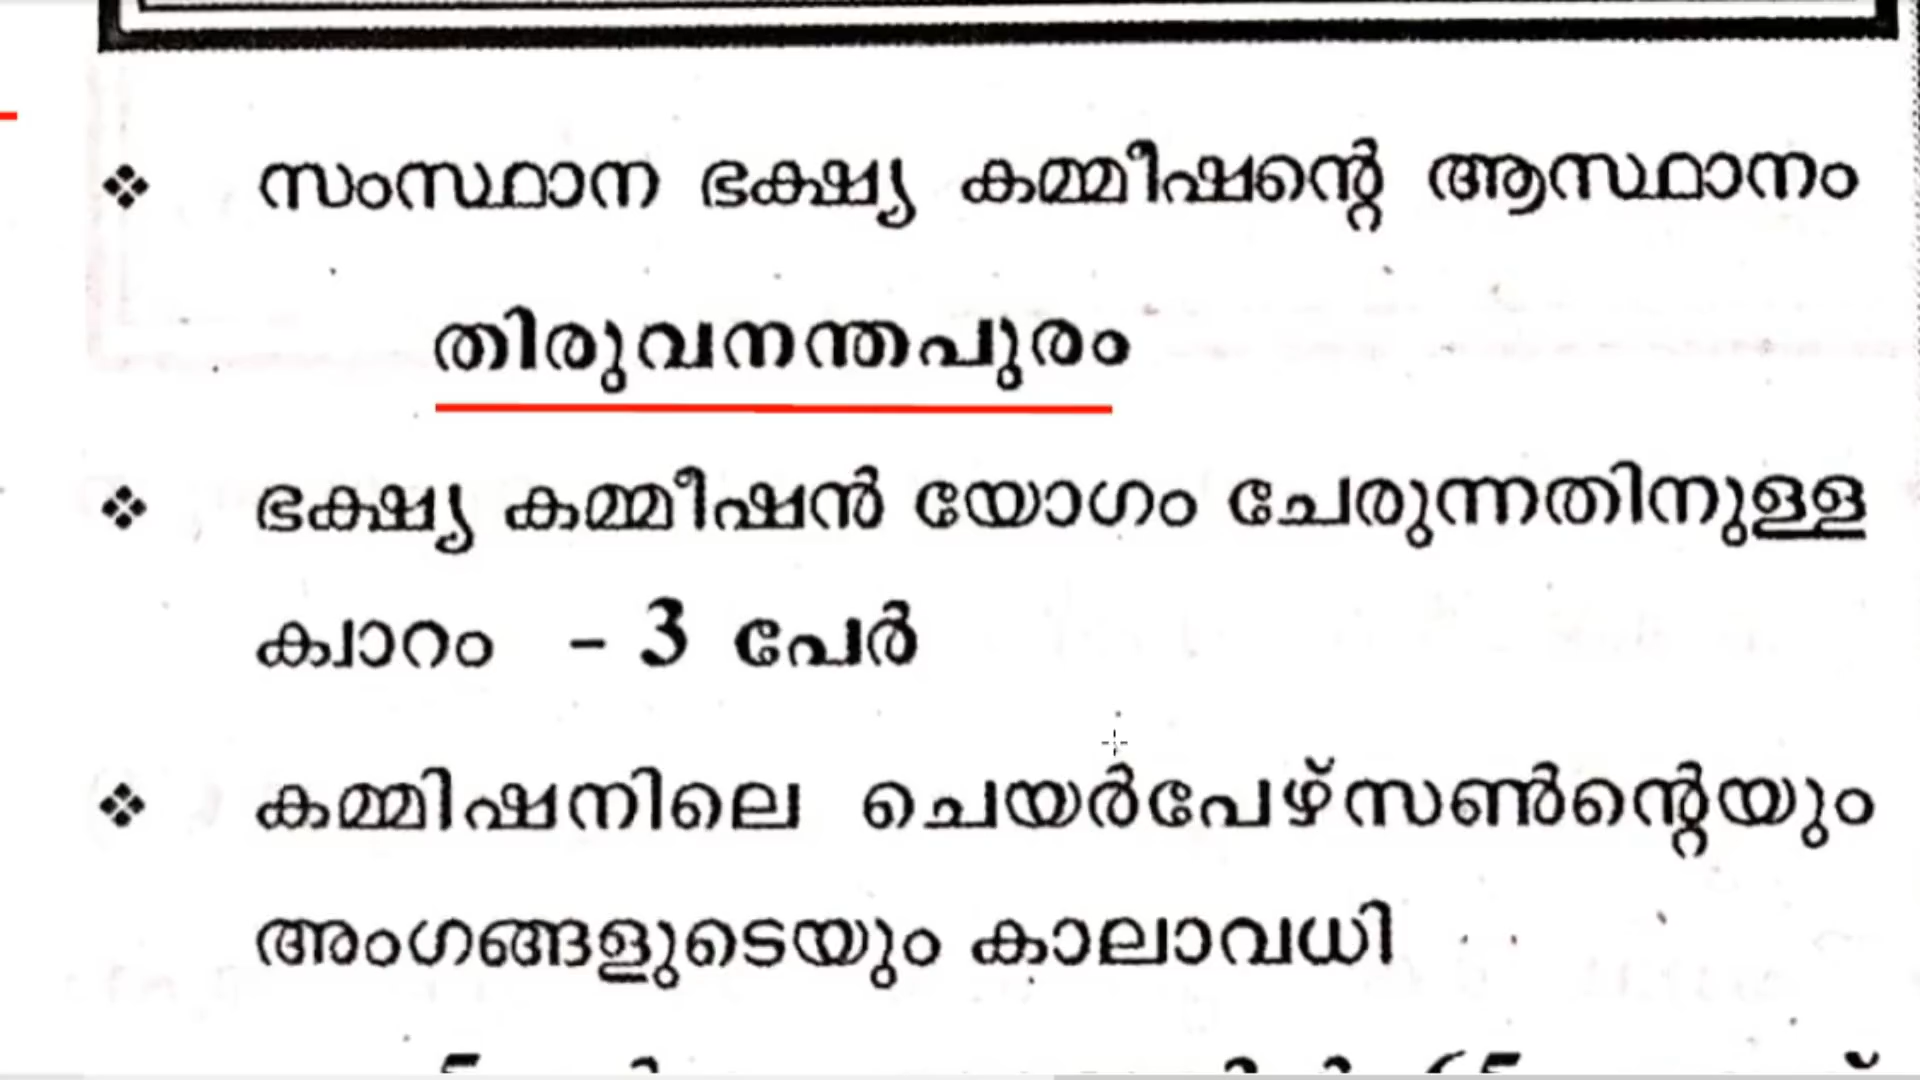 ❖ സംസ്ഥാന ഭക്ഷ്യ കമ്മീഷന്റെ ആസ്ഥാനം
തിരുവനന്തപുരം
❖ ഭക്ഷ്യ കമ്മീഷൻ യോഗം ചേരുന്നതിനുള്ള
ക്വാറം - 3 പേർ
❖ കമ്മിഷനിലെ ചെയർപേഴ്സൺന്റെയും
അംഗങ്ങളുടെയും കാലാവധി